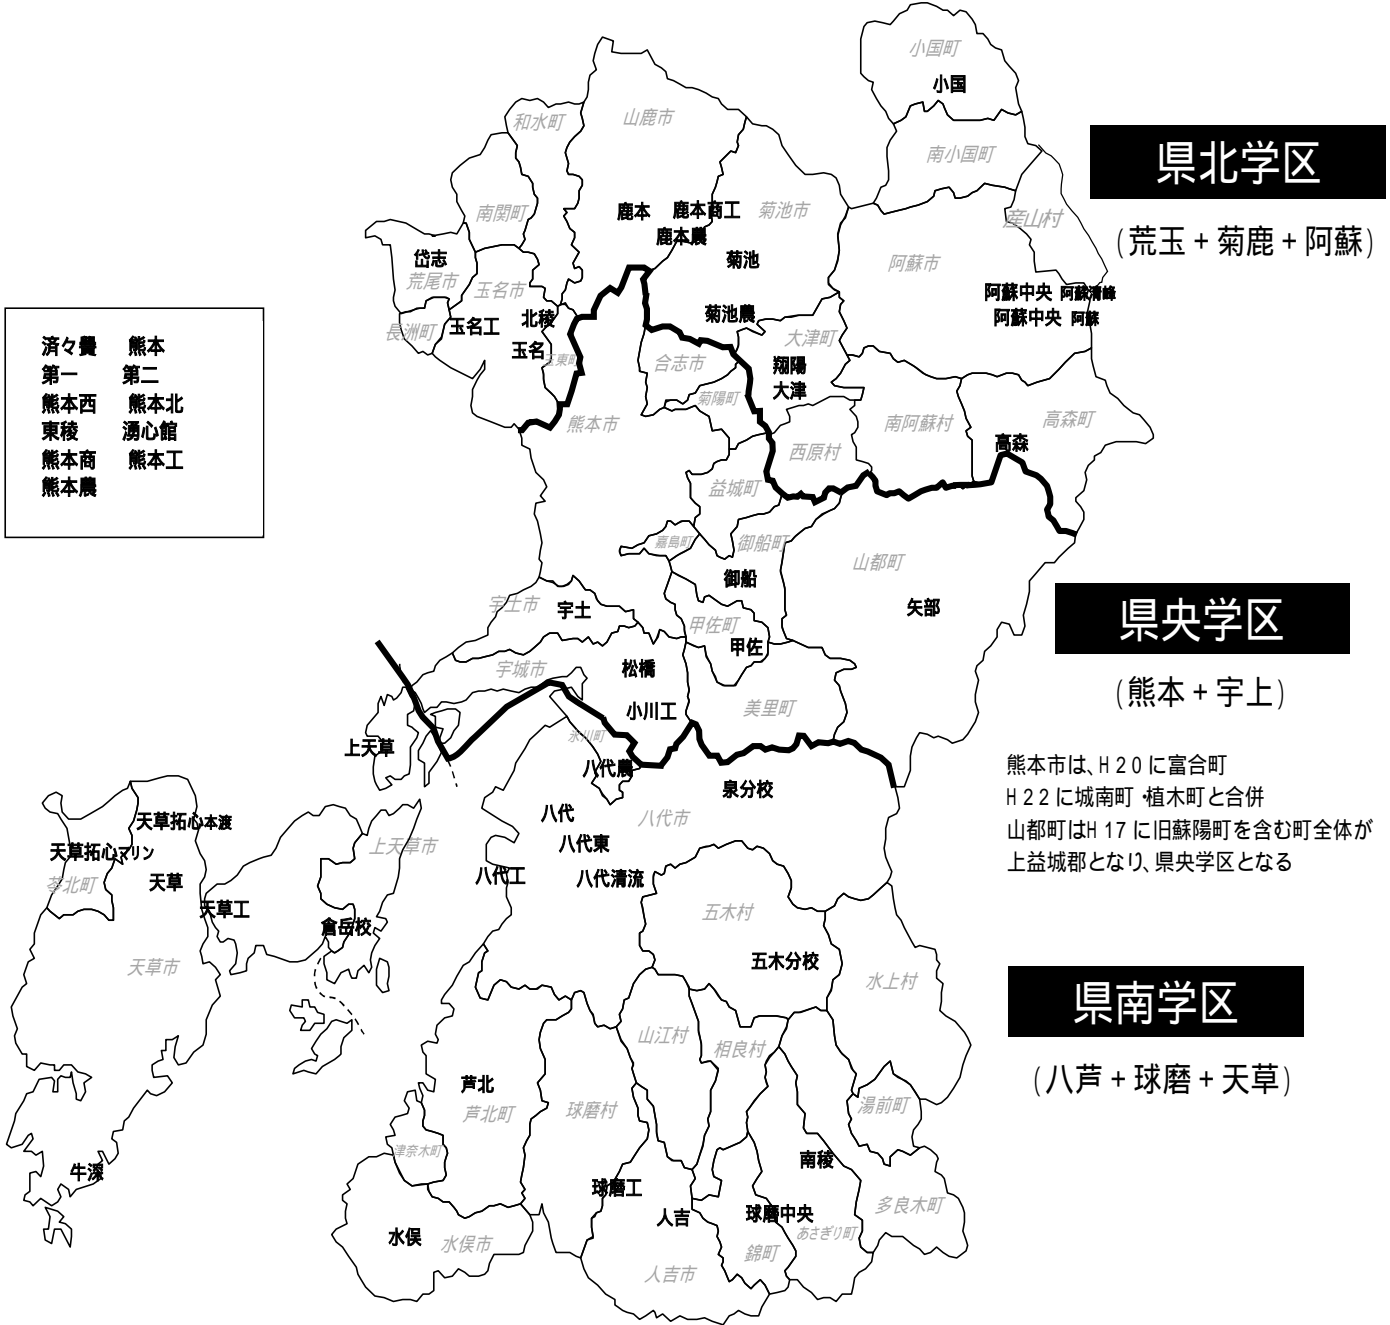 小国町
小国
和水町
山鹿市
南小国町
県北学区
(荒玉+菊鹿+阿蘇)
南関町
鹿本 鹿本商工
鹿本農
菊池市
産山村
岱志
荒尾市
菊池
阿蘇市
玉名市
阿蘇中央 阿蘇清峰
阿蘇中央 阿蘇
長洲町
玉名工
北稜
玉名
玉東町
菊池農
大津町
合志市
翔陽
大津
菊陽町
熊本市
西原村
南阿蘇村
高森町
高森
済々黌 熊本
第一 第二
熊本西 熊本北
東稜 湧心館
熊本商 熊本工
熊本農
益城町
嘉島町
御船町
御船
山都町
矢部
宇土市
宇土
甲佐町
甲佐
県央学区
(熊本+宇上)
宇城市
松橋
小川工
美里町
氷川町
上天草
八代農
泉分校
八代
八代市
八代東
八代工
八代清流
熊本市は、H20に富合町
H22に城南町・植木町と合併
山都町はH17に旧蘇陽町を含む町全体が
上益城郡となり、県央学区となる
天草拓心本渡
天草拓心マリン
苓北町
天草
天草工
上天草市
倉岳校
天草市
牛深
五木村
五木分校
水上村
県南学区
(八芦+球磨+天草)
山江村
相良村
芦北
芦北町
球磨村
湯前町
津奈木町
南稜
球磨工
人吉
球磨中央
あさぎり町
多良木町
水俣
水俣市
錦町
人吉市